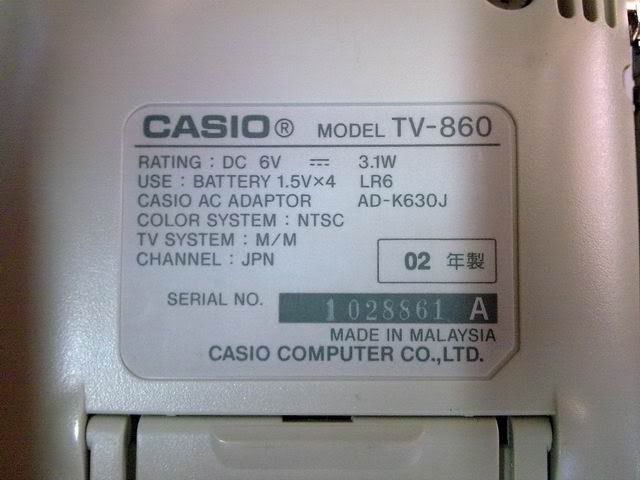 CASIO® MODEL TV-860
RATING : DC 6V ⎓ 3.1W
USE : BATTERY 1.5V×4 LR6
CASIO AC ADAPTOR AD-K630J
COLOR SYSTEM : NTSC
TV SYSTEM : M/M
CHANNEL : JPN
02 年製
SERIAL NO. 1028861 A
MADE IN MALAYSIA
CASIO COMPUTER CO.,LTD.